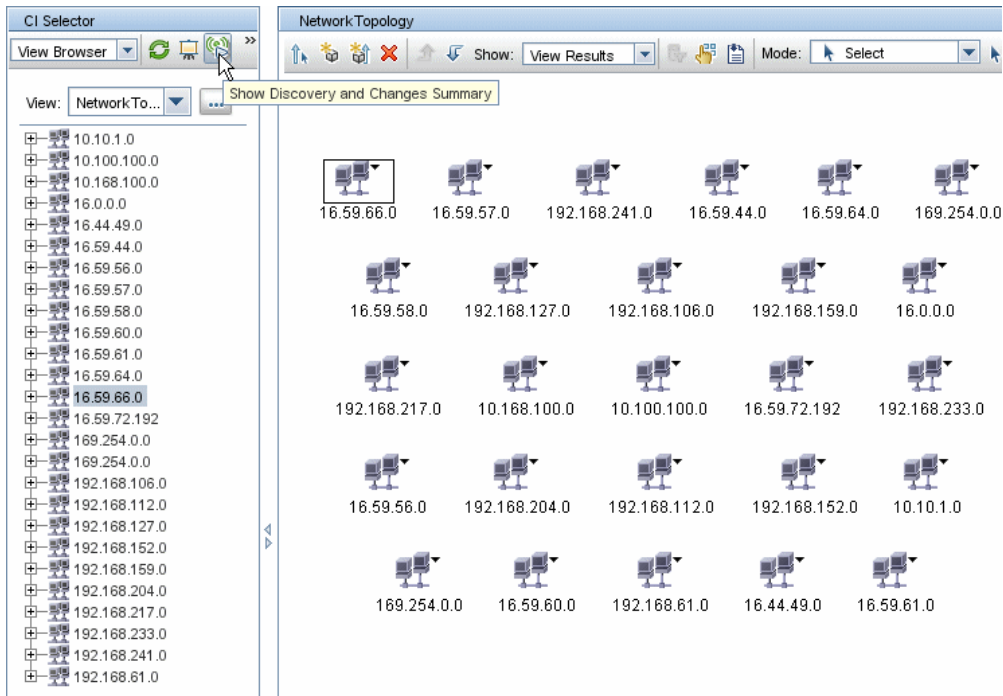 CI Selector
View Browser
»
Show Discovery and Changes Summary
View: NetworkTo... ...
10.10.1.0
10.100.100.0
10.168.100.0
16.0.0.0
16.44.49.0
16.59.44.0
16.59.56.0
16.59.57.0
16.59.58.0
16.59.60.0
16.59.61.0
16.59.64.0
16.59.66.0
16.59.72.192
169.254.0.0
169.254.0.0
192.168.106.0
192.168.112.0
192.168.127.0
192.168.152.0
192.168.159.0
192.168.204.0
192.168.217.0
192.168.233.0
192.168.241.0
192.168.61.0
NetworkTopology
Show: View Results Mode: Select
16.59.66.0 16.59.57.0 192.168.241.0 16.59.44.0 16.59.64.0 169.254.0.0
16.59.58.0 192.168.127.0 192.168.106.0 192.168.159.0 16.0.0.0
192.168.217.0 10.168.100.0 10.100.100.0 16.59.72.192 192.168.233.0
16.59.56.0 192.168.204.0 192.168.112.0 192.168.152.0 10.10.1.0
169.254.0.0 16.59.60.0 192.168.61.0 16.44.49.0 16.59.61.0